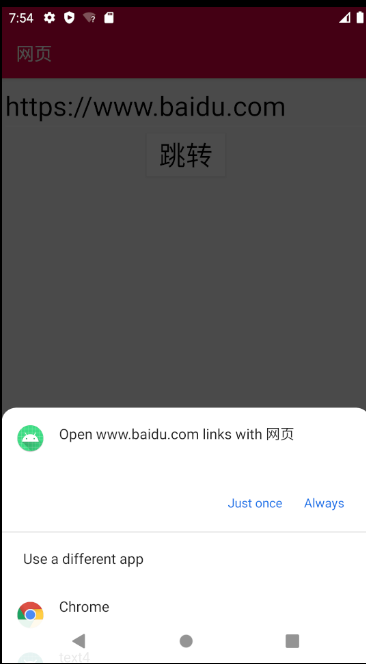 7:54
网页
https://www.baidu.com
跳转
Open www.baidu.com links with 网页
Just once Always
Use a different app
Chrome
text4